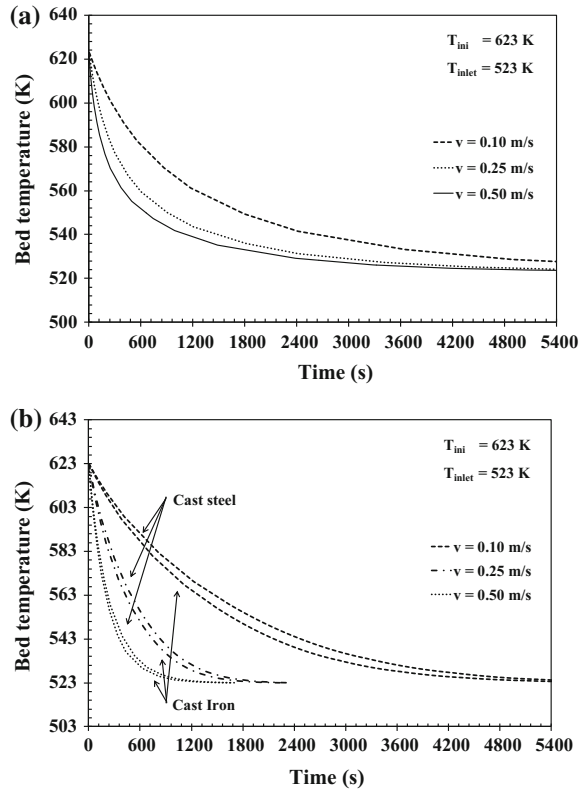 (a)
640
620
600
580
560
540
520
500
Bed temperature (K)
T_ini = 623 K
T_inlet = 523 K
v = 0.10 m/s
v = 0.25 m/s
v = 0.50 m/s
0 600 1200 1800 2400 3000 3600 4200 4800 5400
Time (s)
(b)
643
623
603
583
563
543
523
503
Bed temperature (K)
T_ini = 623 K
T_inlet = 523 K
Cast steel
v = 0.10 m/s
v = 0.25 m/s
v = 0.50 m/s
Cast Iron
0 600 1200 1800 2400 3000 3600 4200 4800 5400
Time (s)